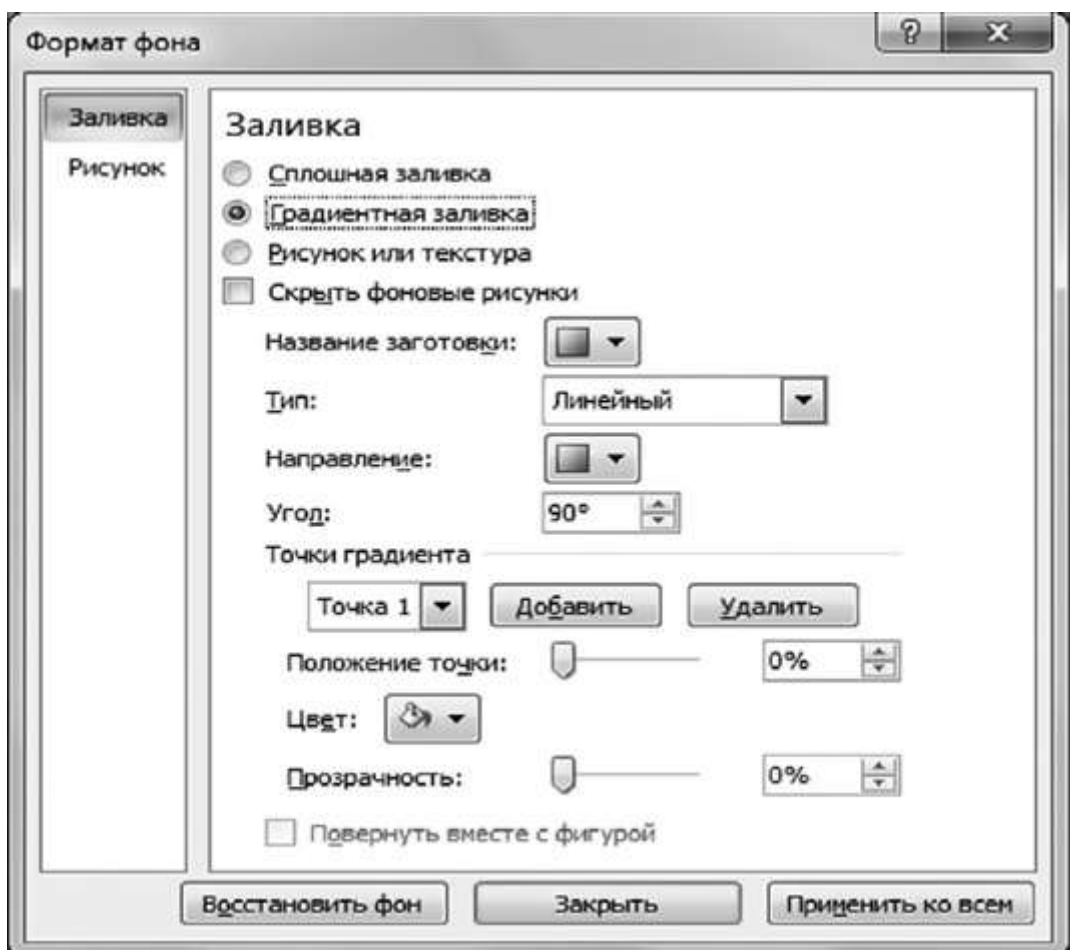 Формат фона
?
Заливка
Рисунок
Заливка
Сплошная заливка
Градиентная заливка
Рисунок или текстура
Скрыть фоновые рисунки
Название заготовки:
Тип: Линейный
Направление:
Угол: 90°
Точки градиента
Точка 1 Добавить Удалить
Положение точки: 0%
Цвет:
Прозрачность: 0%
Повернуть вместе с фигурой
Восстановить фон Закрыть Применить ко всем